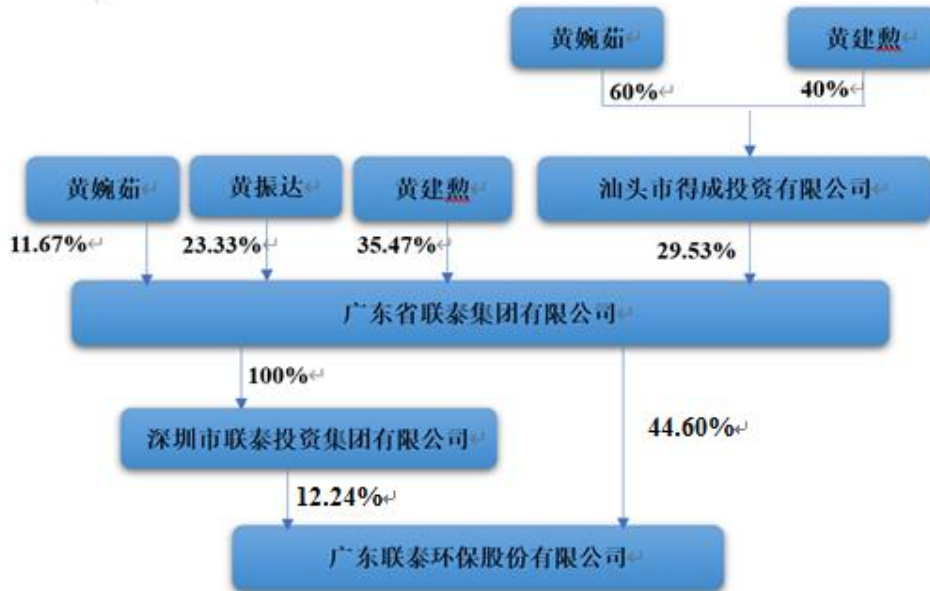 黄婉茹
黄建勲
60%
40%
黄婉茹
黄振达
黄建勲
汕头市得成投资有限公司
11.67%
23.33%
35.47%
29.53%
广东省联泰集团有限公司
100%
深圳市联泰投资集团有限公司
44.60%
12.24%
广东联泰环保股份有限公司